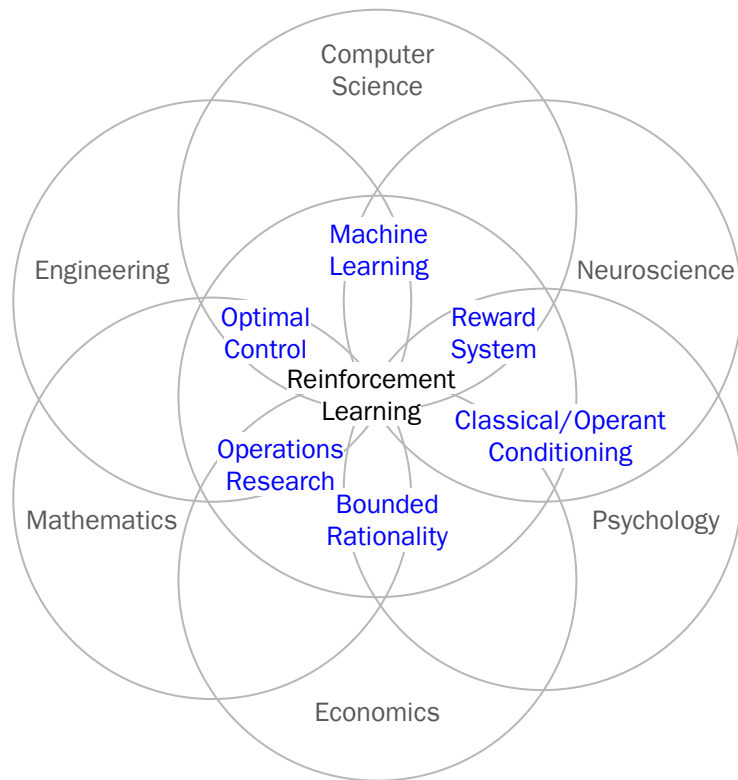 Computer
Science
Engineering
Neuroscience
Machine
Learning
Optimal
Control
Reward
System
Reinforcement
Learning
Classical/Operant
Conditioning
Operations
Research
Bounded
Rationality
Mathematics
Psychology
Economics